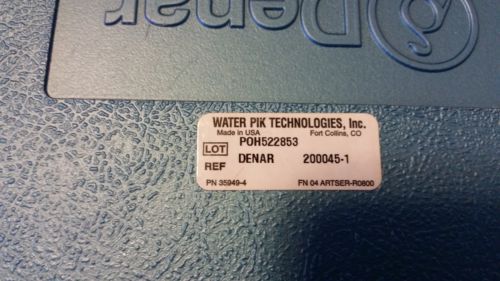 Denar
WATER PIK TECHNOLOGIES, Inc.
Made in USA Fort Collins, CO
LOT POH522853
REF DENAR 200045-1
PN 35949-4 FN 04 ARTSER-R0800